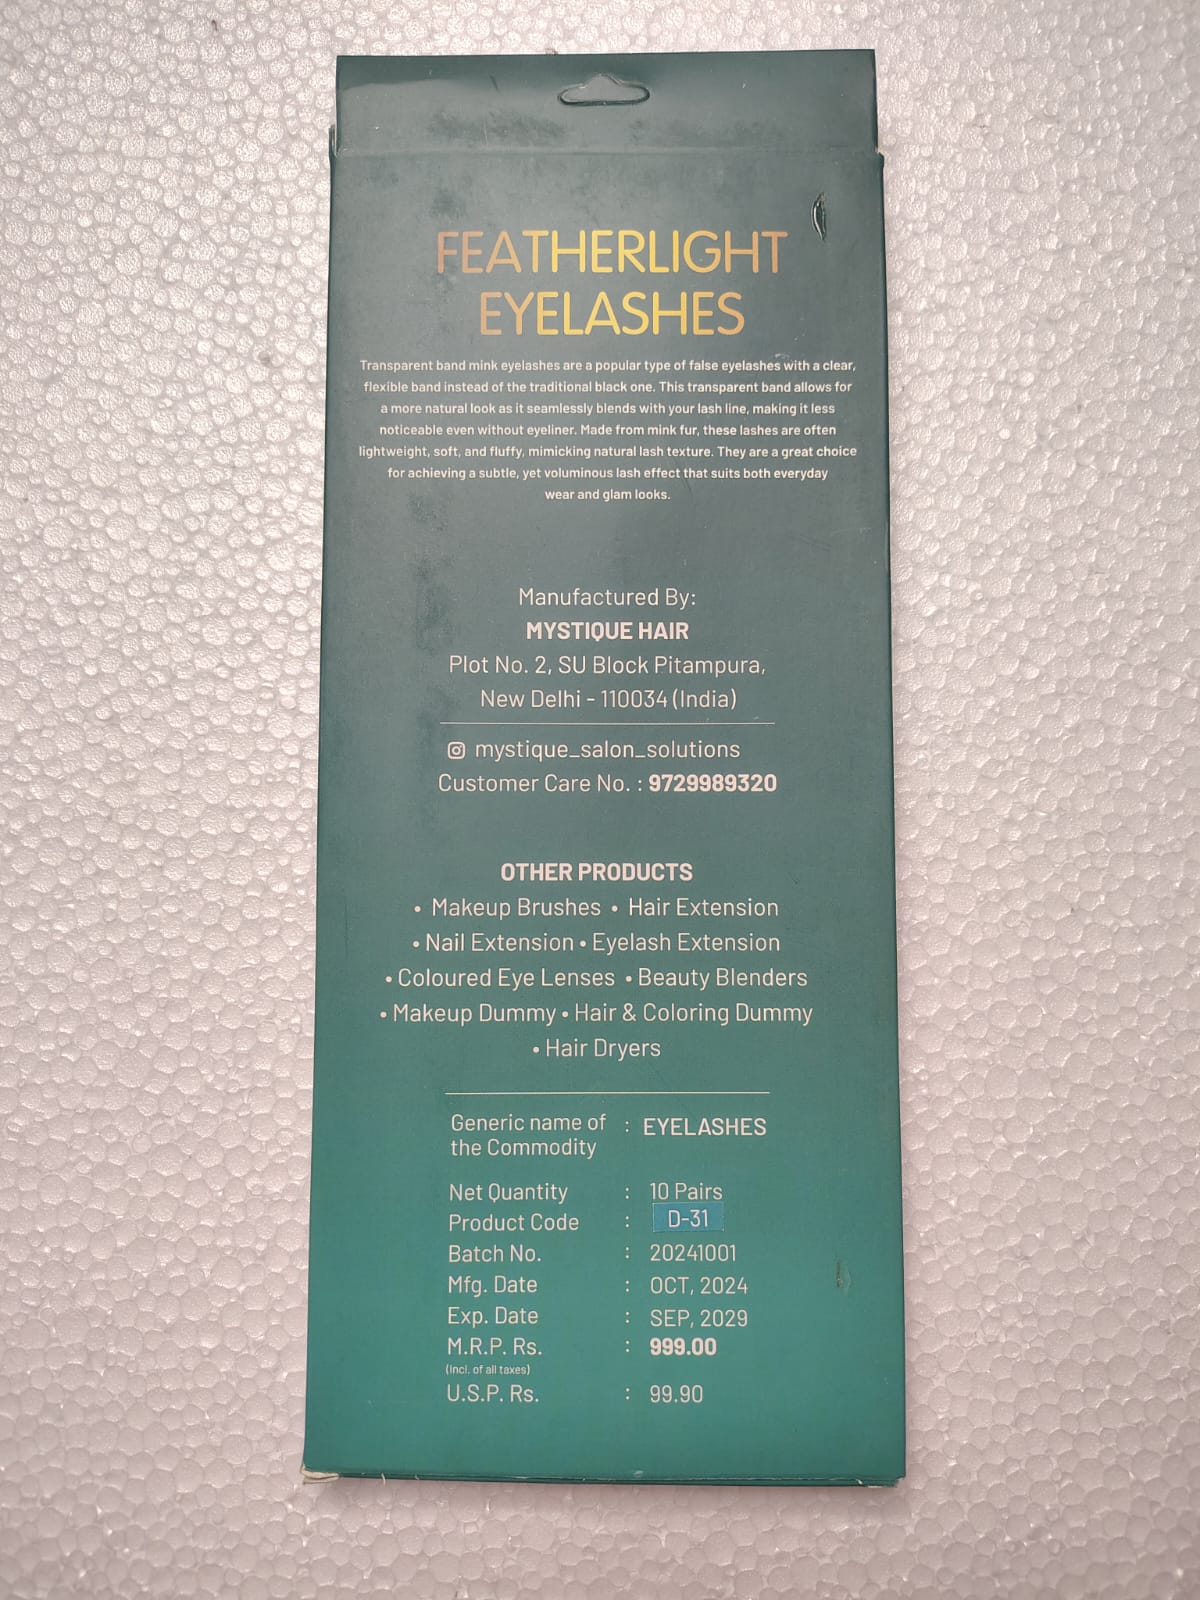 FEATHERLIGHT
EYELASHES
Transparent band mink eyelashes are a popular type of false eyelashes with a clear,
flexible band instead of the traditional black one. This transparent band allows for
a more natural look as it seamlessly blends with your lash line, making it less
noticeable even without eyeliner. Made from mink fur, these lashes are often
lightweight, soft, and fluffy, mimicking natural lash texture. They are a great choice
for achieving a subtle, yet voluminous lash effect that suits both everyday
wear and glam looks.
Manufactured By:
MYSTIQUE HAIR
Plot No. 2, SU Block Pitampura,
New Delhi - 110034 (India)
mystique_salon_solutions
Customer Care No. : 9729989320
OTHER PRODUCTS
• Makeup Brushes • Hair Extension
• Nail Extension • Eyelash Extension
• Coloured Eye Lenses • Beauty Blenders
• Makeup Dummy • Hair & Coloring Dummy
• Hair Dryers
Generic name of : EYELASHES
the Commodity
Net Quantity : 10 Pairs
Product Code : D-31
Batch No. : 20241001
Mfg. Date : OCT, 2024
Exp. Date : SEP, 2029
M.R.P. Rs. : 999.00
(Incl. of all taxes)
U.S.P. Rs. : 99.90